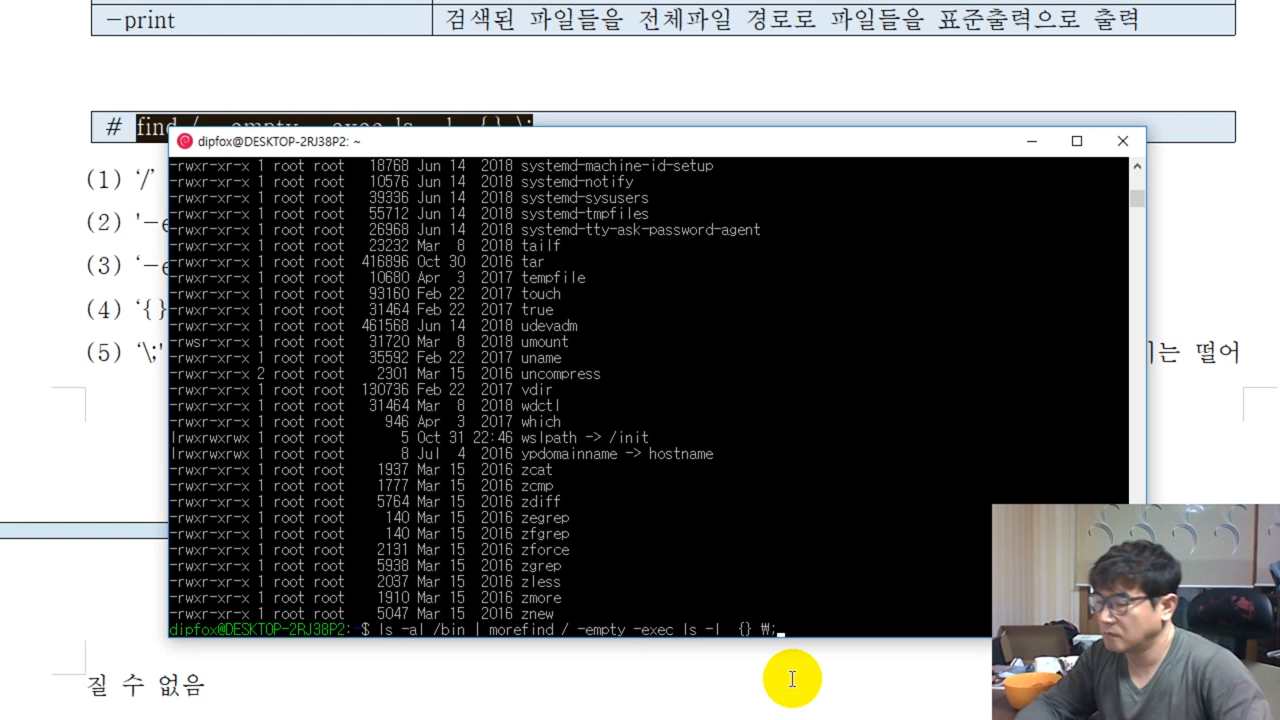 -print 검색된 파일들을 전체파일 경로로 파일들을 표준출력으로 출력
# find / -empty -exec ls -l {} \;
dipfox@DESKTOP-2RJ38P2: ~
(1) ‘/’
(2) '-e
(3) ‘-e
(4) ‘{}
(5) ‘\;' 는 떨어
-rwxr-xr-x 1 root root 18768 Jun 14 2018 systemd-machine-id-setup
-rwxr-xr-x 1 root root 10576 Jun 14 2018 systemd-notify
-rwxr-xr-x 1 root root 39336 Jun 14 2018 systemd-sysusers
-rwxr-xr-x 1 root root 55712 Jun 14 2018 systemd-tmpfiles
-rwxr-xr-x 1 root root 26968 Jun 14 2018 systemd-tty-ask-password-agent
-rwxr-xr-x 1 root root 23232 Mar 8 2018 tailf
-rwxr-xr-x 1 root root 416896 Oct 30 2016 tar
-rwxr-xr-x 1 root root 10680 Apr 3 2017 tempfile
-rwxr-xr-x 1 root root 93160 Feb 22 2017 touch
-rwxr-xr-x 1 root root 31464 Feb 22 2017 true
-rwxr-xr-x 1 root root 461568 Jun 14 2018 udevadm
-rwsr-xr-x 1 root root 31720 Mar 8 2018 umount
-rwxr-xr-x 1 root root 35592 Feb 22 2017 uname
-rwxr-xr-x 2 root root 2301 Mar 15 2016 uncompress
-rwxr-xr-x 1 root root 130736 Feb 22 2017 vdir
-rwxr-xr-x 1 root root 31464 Mar 8 2018 wdctl
-rwxr-xr-x 1 root root 946 Apr 3 2017 which
lrwxrwxrwx 1 root root 5 Oct 31 22:46 wslpath -> /init
lrwxrwxrwx 1 root root 8 Jul 4 2016 ypdomainname -> hostname
-rwxr-xr-x 1 root root 1937 Mar 15 2016 zcat
-rwxr-xr-x 1 root root 1777 Mar 15 2016 zcmp
-rwxr-xr-x 1 root root 5764 Mar 15 2016 zdiff
-rwxr-xr-x 1 root root 140 Mar 15 2016 zegrep
-rwxr-xr-x 1 root root 140 Mar 15 2016 zfgrep
-rwxr-xr-x 1 root root 2131 Mar 15 2016 zforce
-rwxr-xr-x 1 root root 5938 Mar 15 2016 zgrep
-rwxr-xr-x 1 root root 2037 Mar 15 2016 zless
-rwxr-xr-x 1 root root 1910 Mar 15 2016 zmore
-rwxr-xr-x 1 root root 5047 Mar 15 2016 znew
dipfox@DESKTOP-2RJ38P2:~$ ls -al /bin | morefind / -empty -exec ls -l {} ₩;
질 수 없음